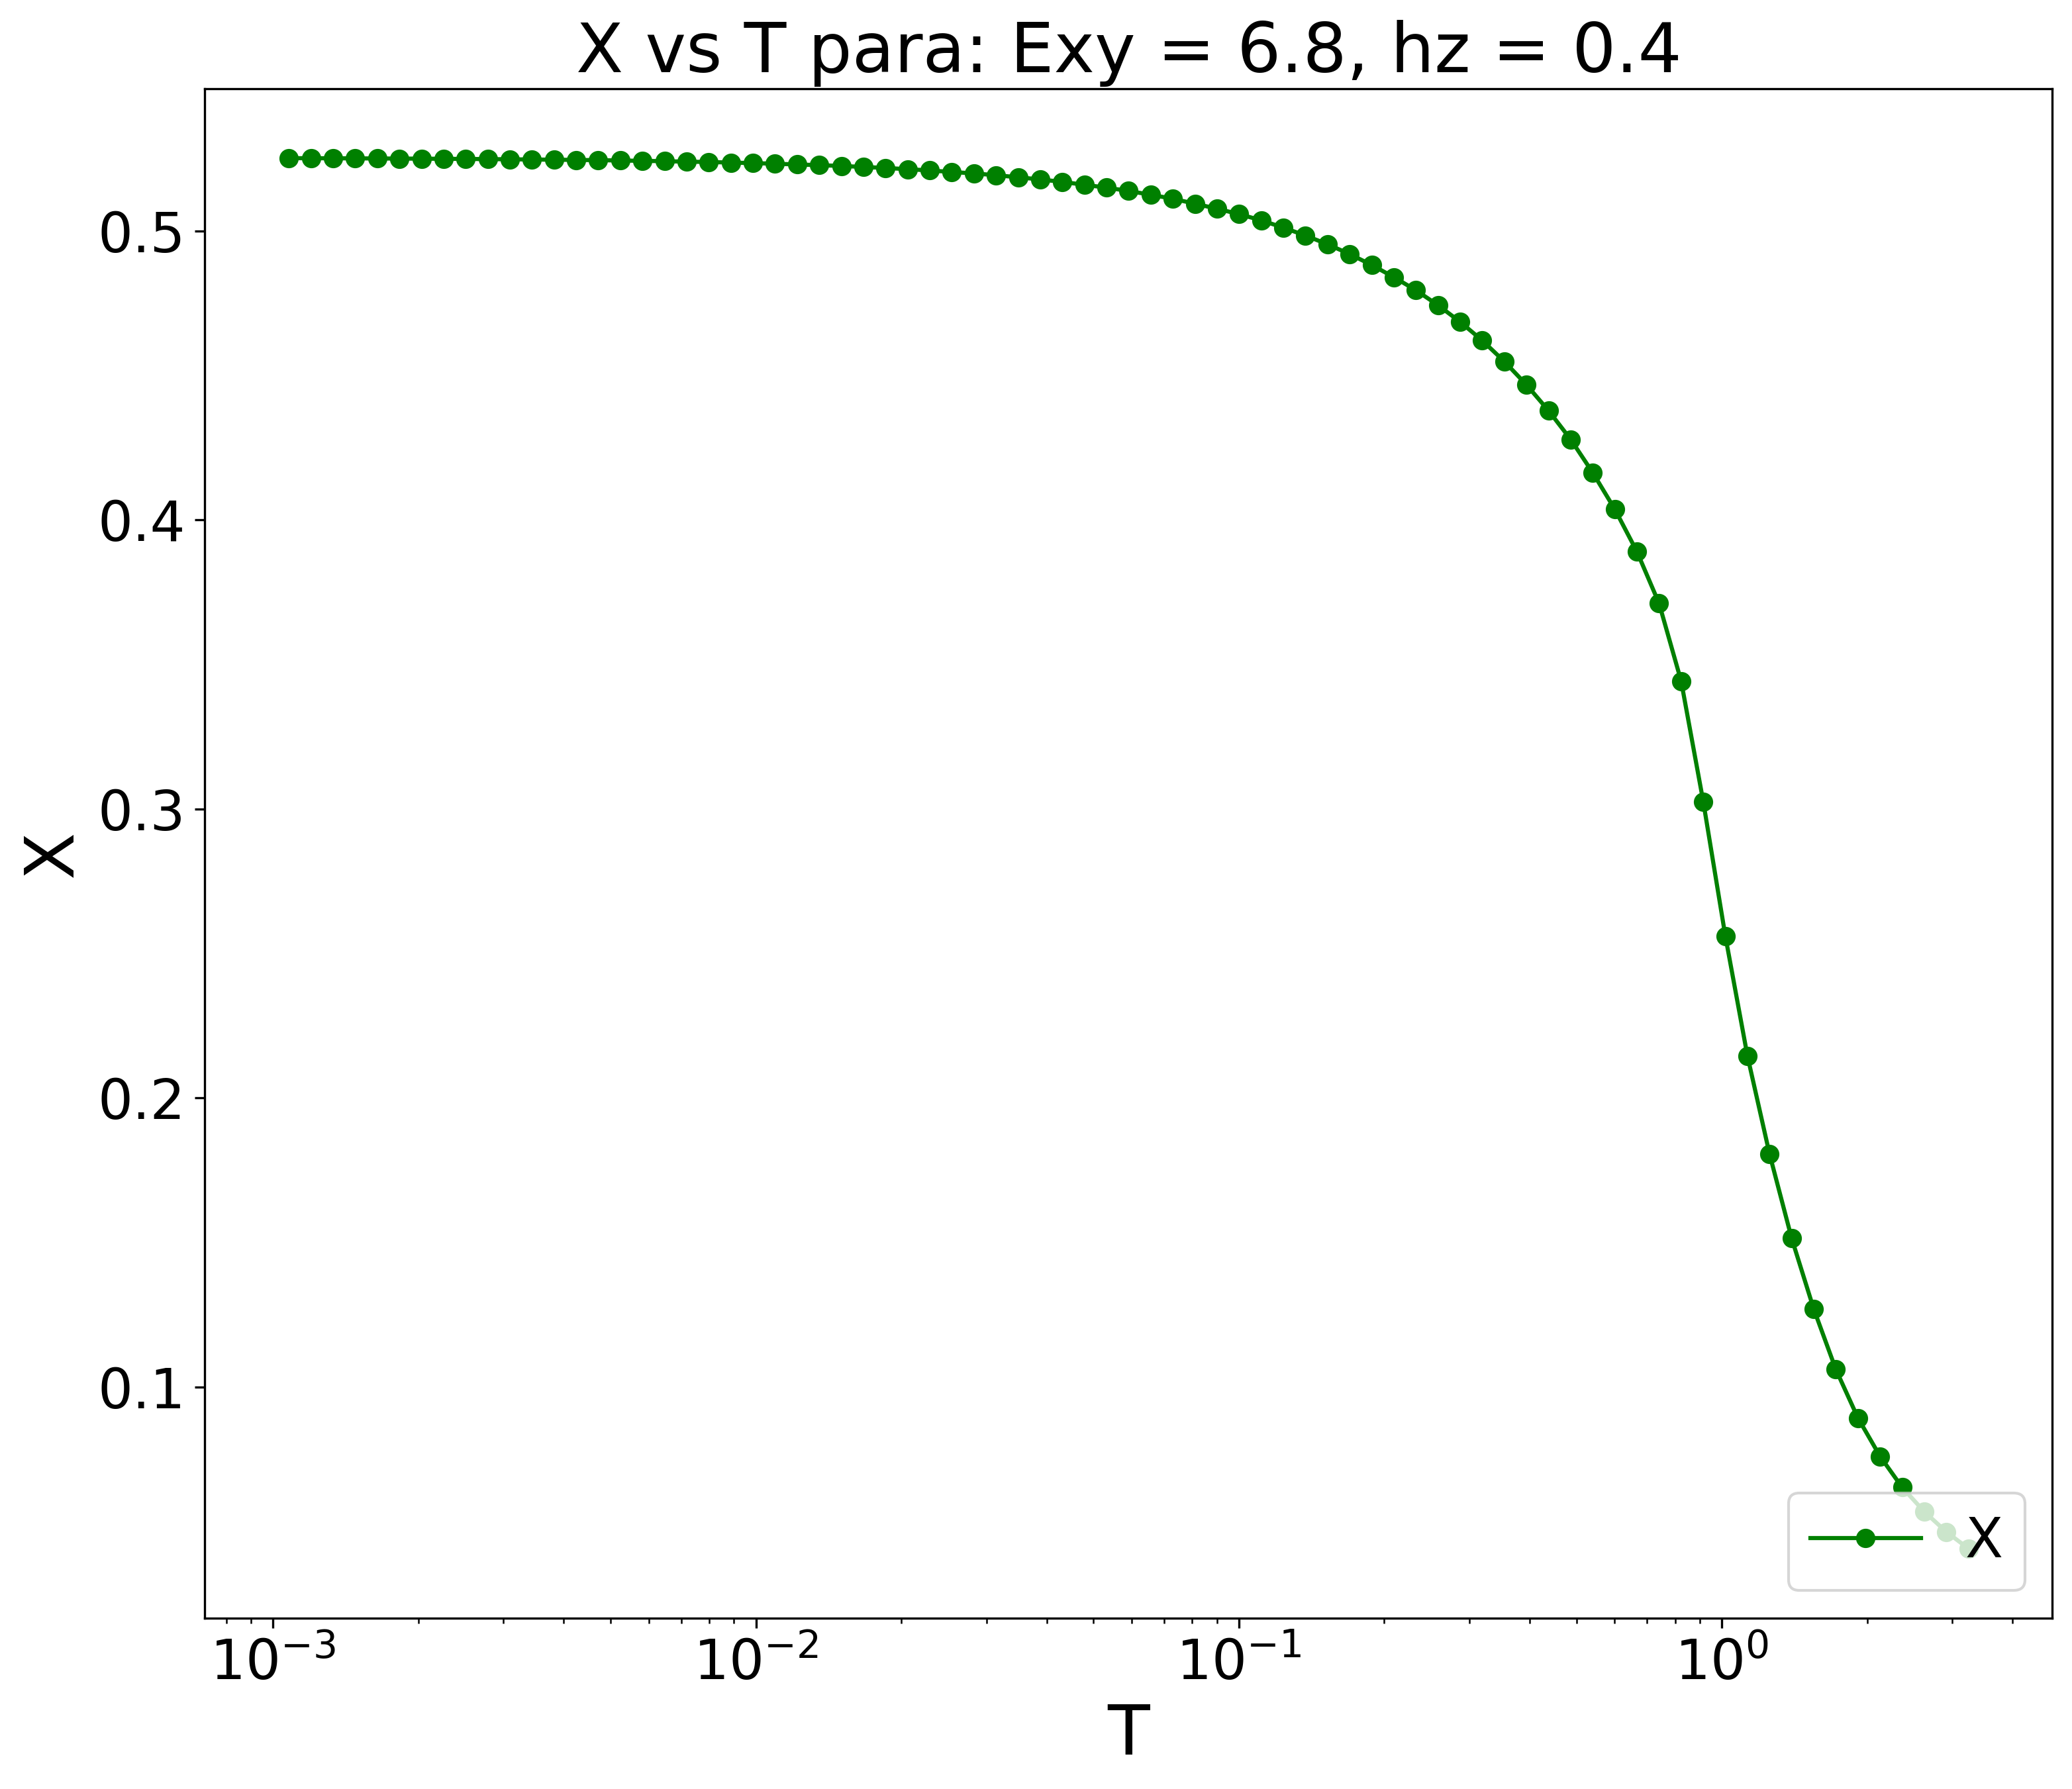 X vs T para: Exy = 6.8, hz = 0.4
X
0.5
0.4
0.3
0.2
0.1
X
10⁻³ 10⁻² 10⁻¹ 10⁰
T